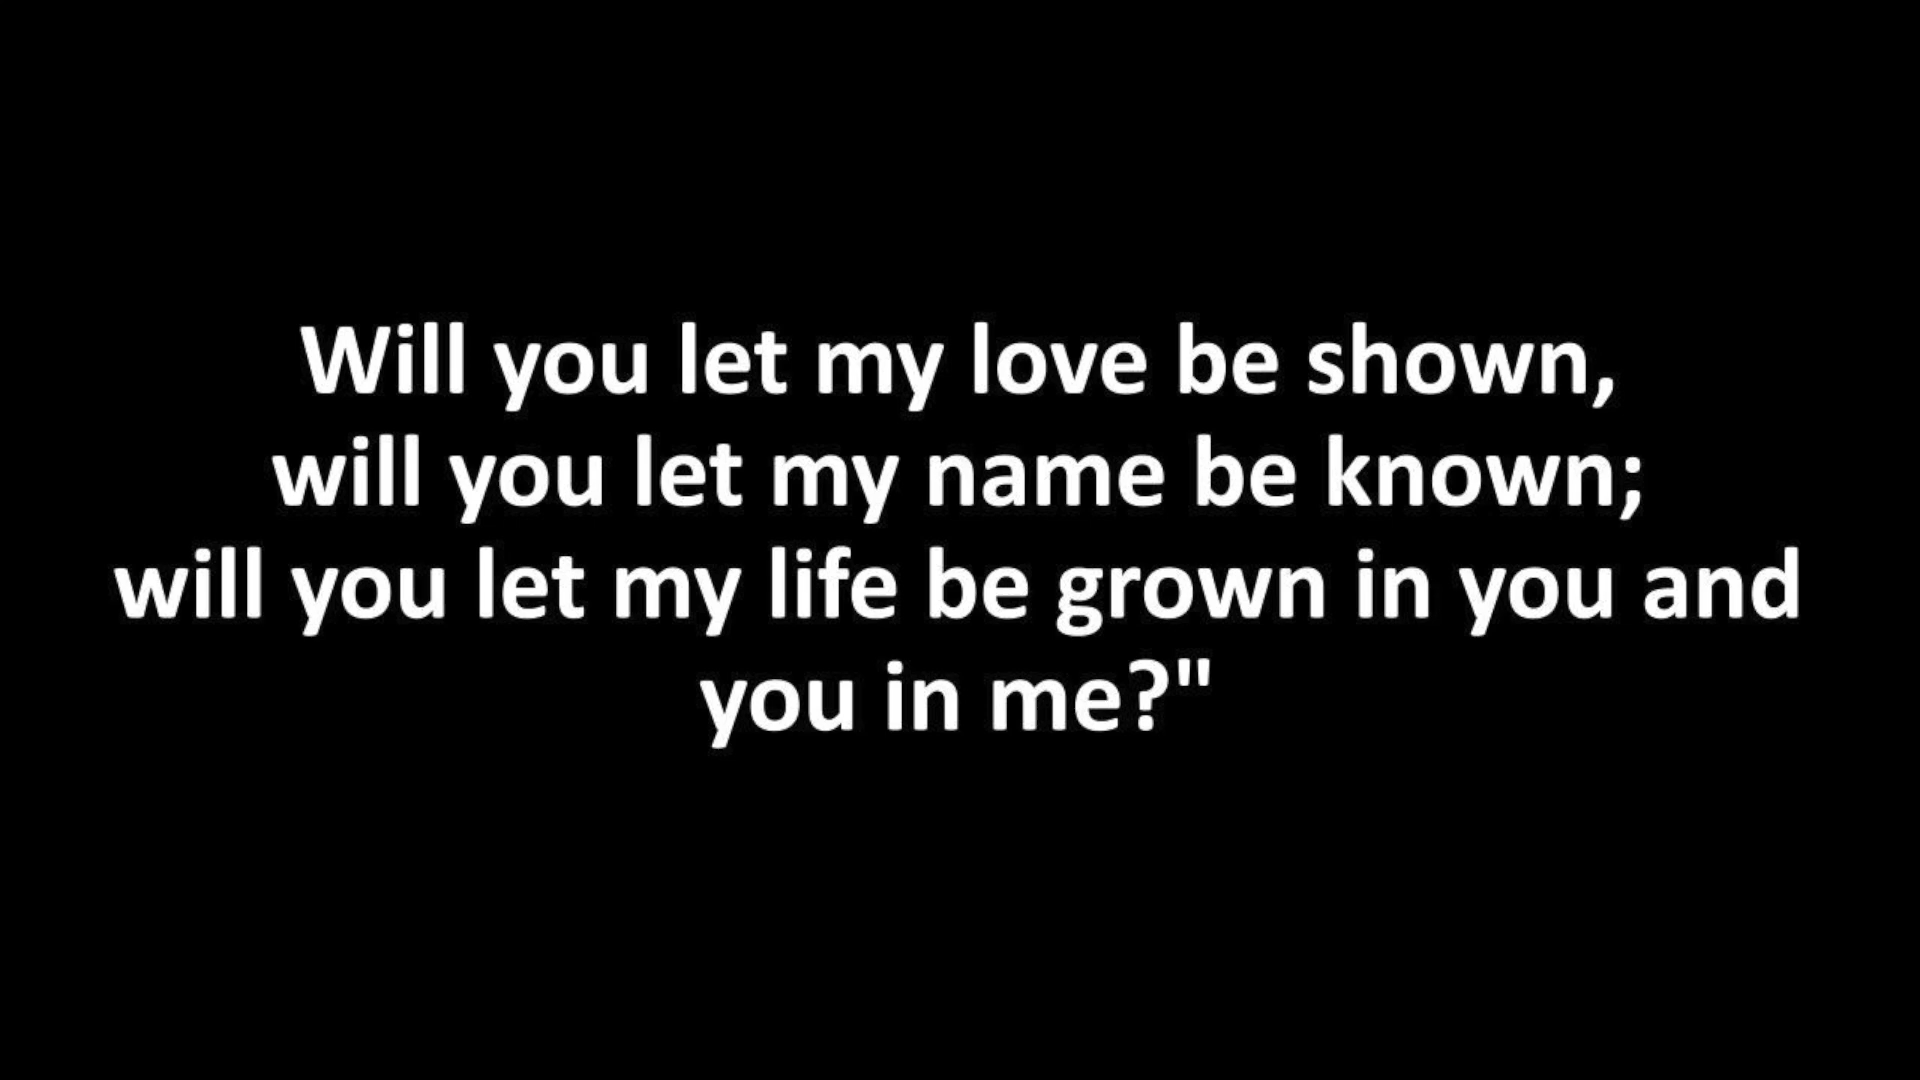 Will you let my love be shown,
will you let my name be known;
will you let my life be grown in you and
you in me?"